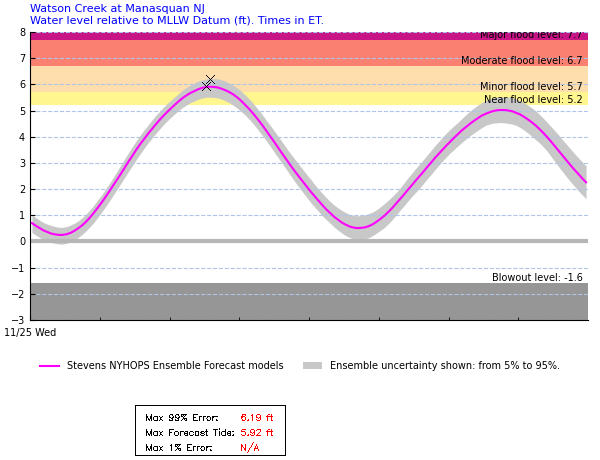 Watson Creek at Manasquan NJ
Water level relative to MLLW Datum (ft). Times in ET.
8
Major flood level: 7.7
7
Moderate flood level: 6.7
6
Minor flood level: 5.7
Near flood level: 5.2
5
4
3
2
1
0
−1
Blowout level: -1.6
−2
−3
11/25 Wed
Stevens NYHOPS Ensemble Forecast models
Ensemble uncertainty shown: from 5% to 95%.
Max 99% Error: 6.19 ft
Max Forecast Tide: 5.92 ft
Max 1% Error: N/A